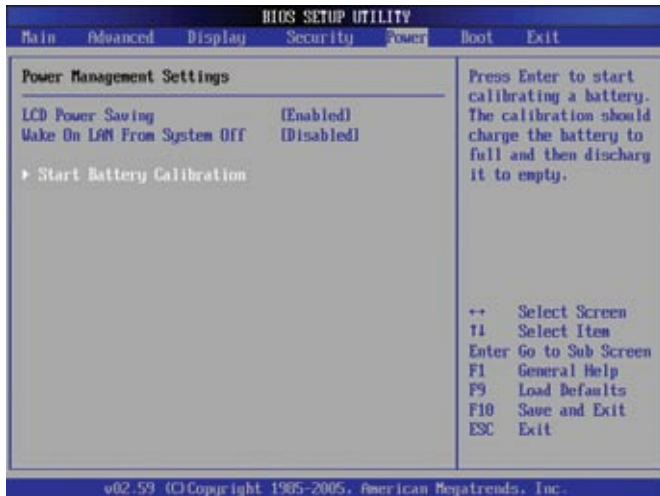 BIOS SETUP UTILITY
Main Advanced Display Security Power Boot Exit
Power Management Settings
LCD Power Saving [Enabled]
Wake On LAN From System Off [Disabled]
▶ Start Battery Calibration
Press Enter to start
calibrating a battery.
The calibration should
charge the battery to
full and then discharg
it to empty.
↔ Select Screen
↑↓ Select Item
Enter Go to Sub Screen
F1 General Help
F9 Load Defaults
F10 Save and Exit
ESC Exit
v02.59 (C)Copyright 1985-2005, American Megatrends, Inc.